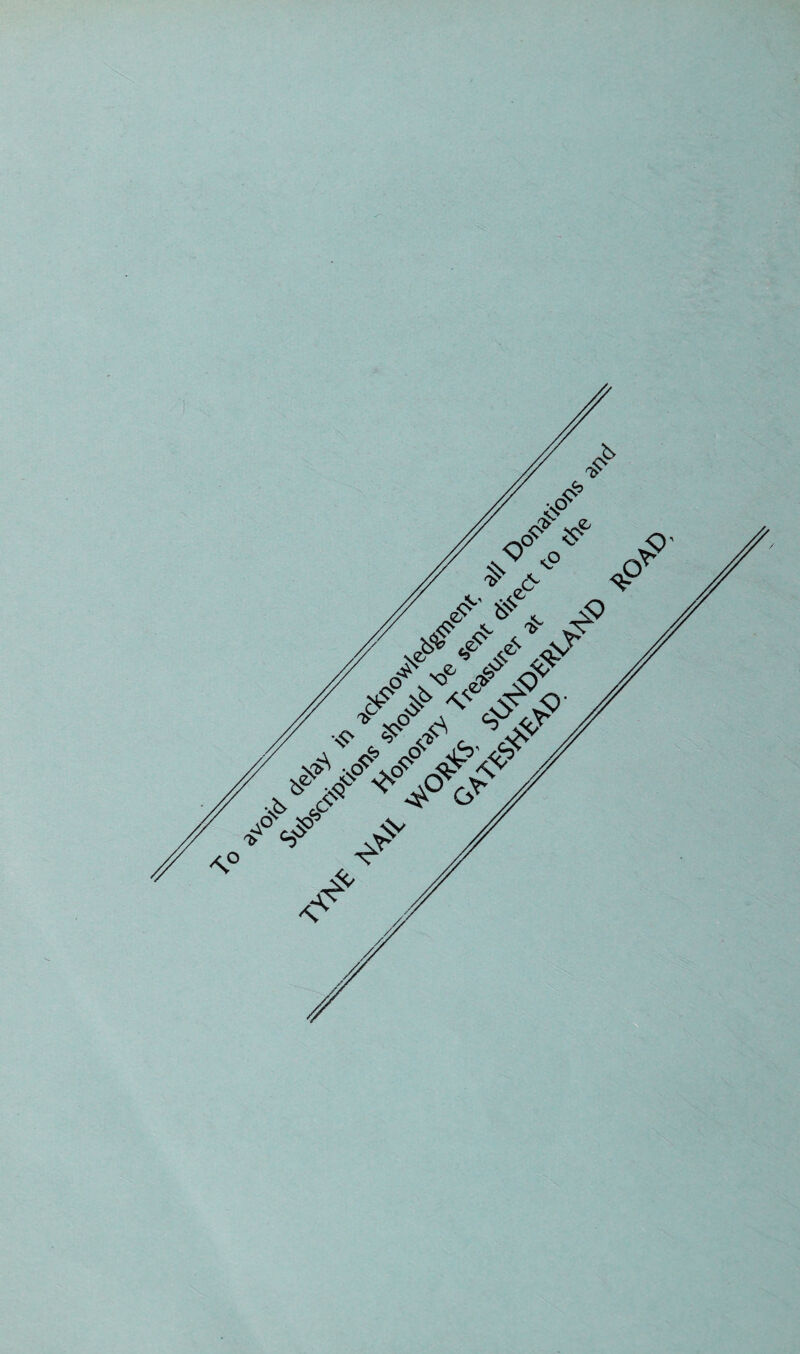 To avoid delay in acknowledgment, all Donations and
Subscriptions should be sent direct to the
Honorary Treasurer at
TYNE NAIL WORKS, SUNDERLAND ROAD,
GATESHEAD.